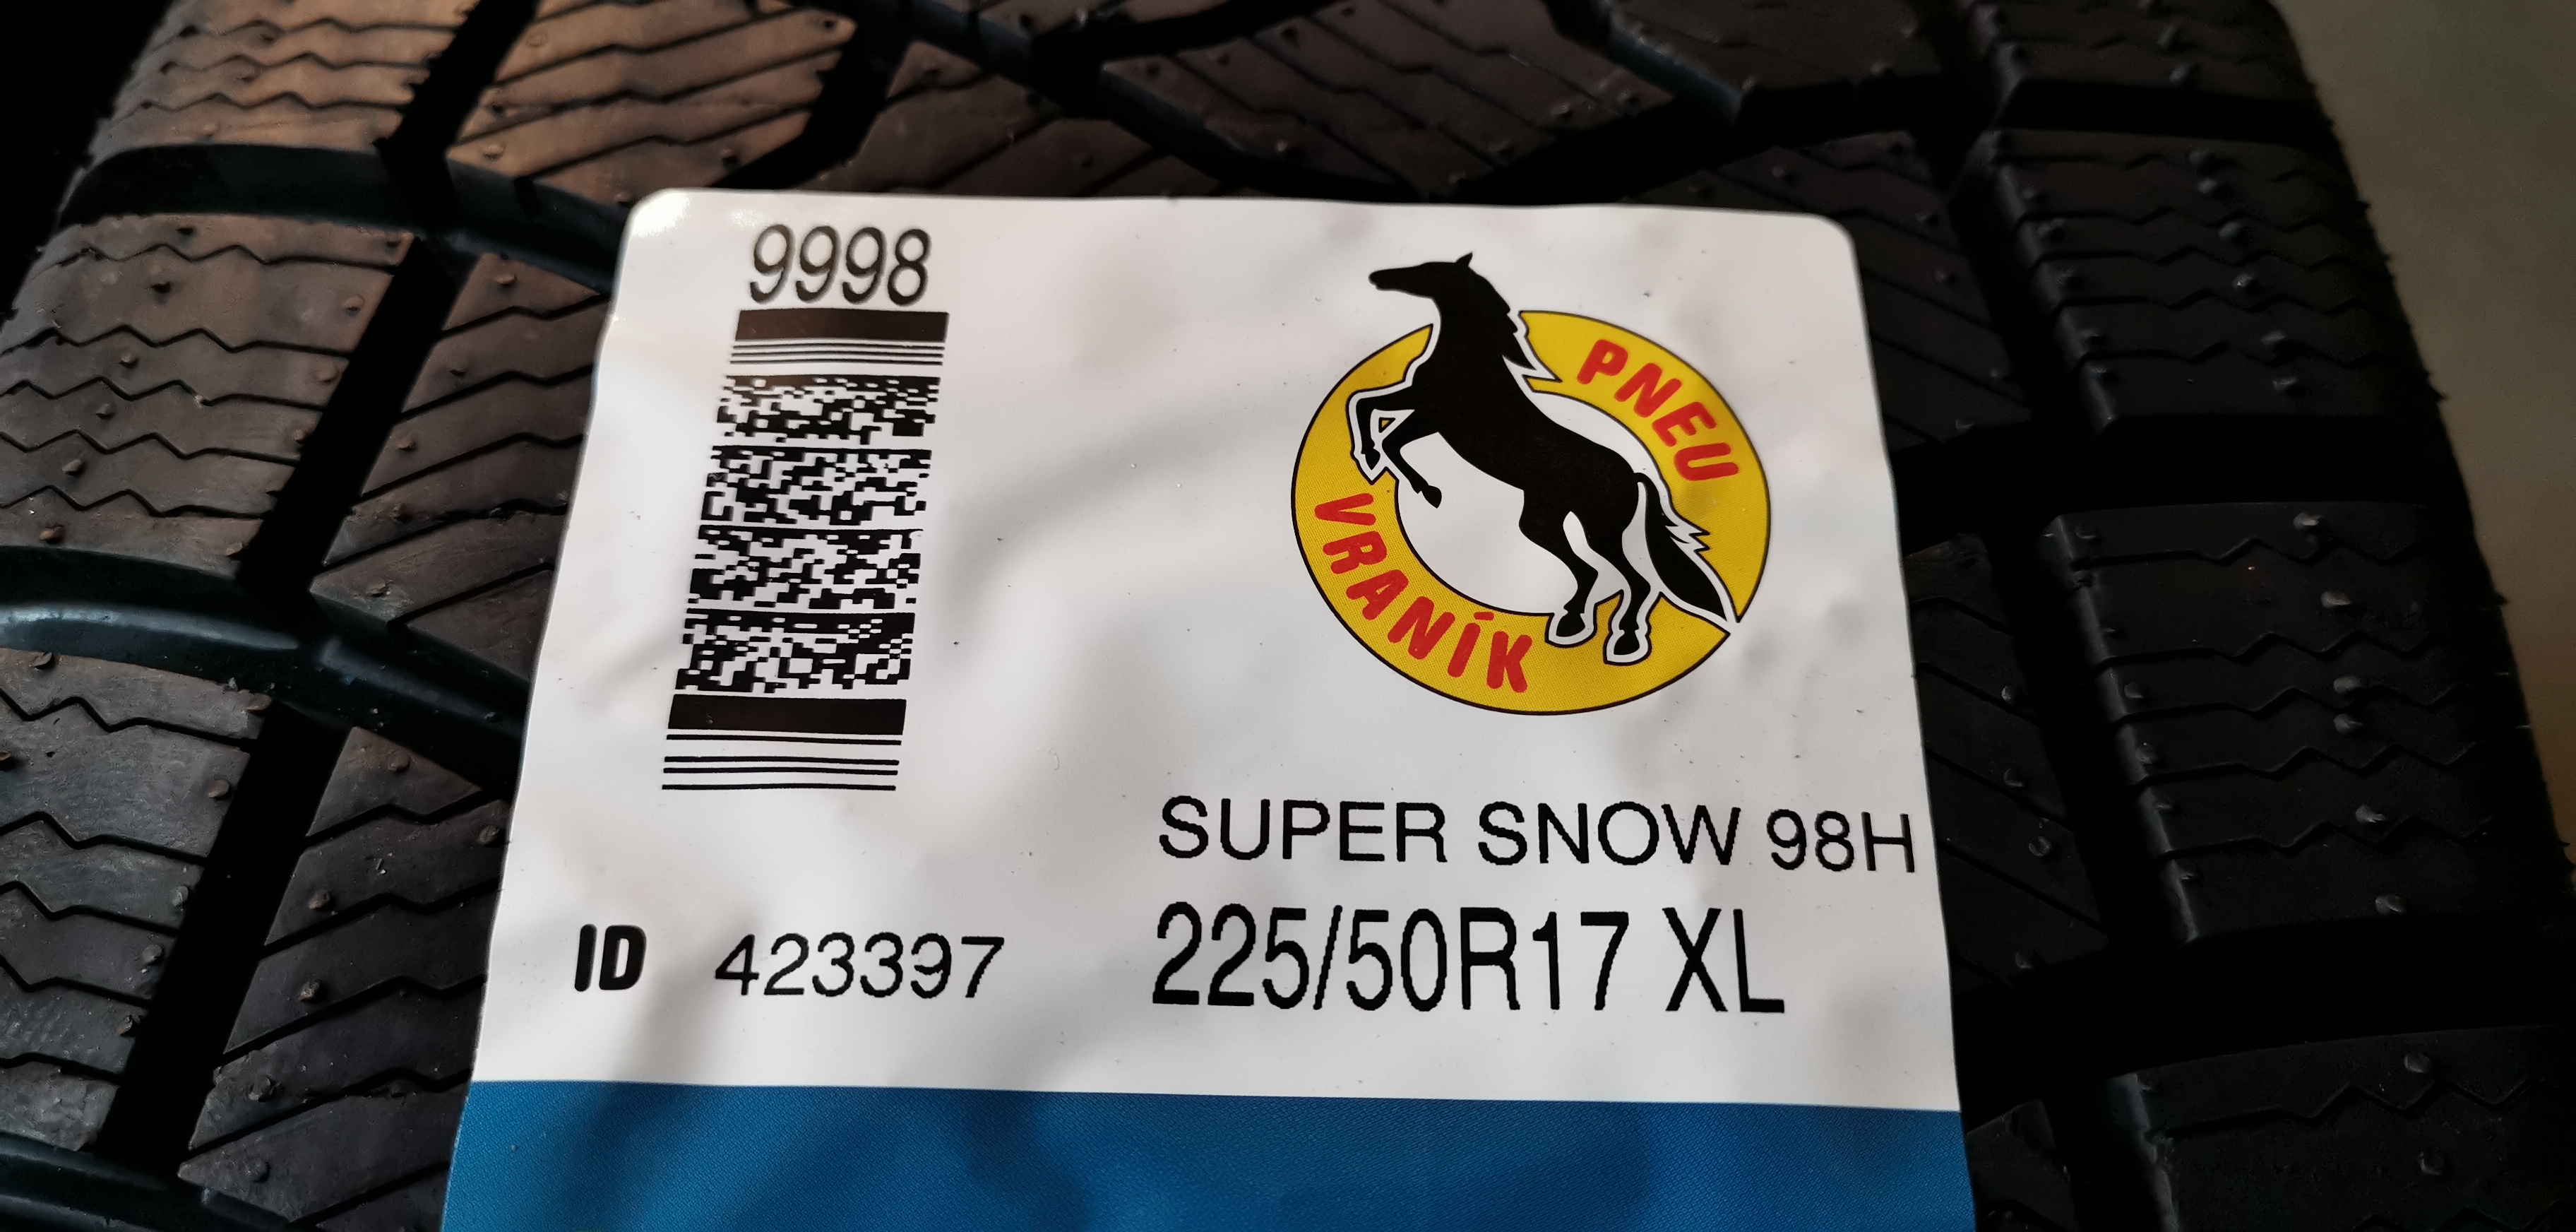 9998
PNEU
VRANÍK
SUPER SNOW 98H
225/50R17 XL
ID 423397